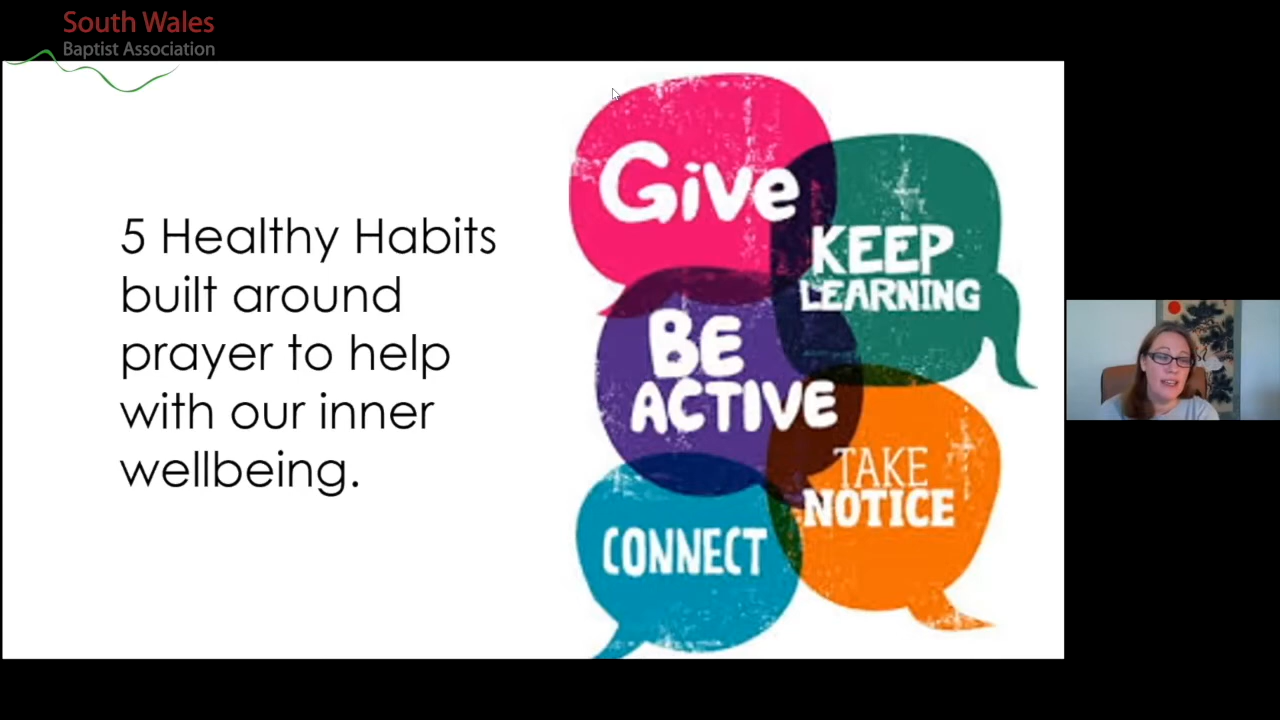 South Wales
Baptist Association
5 Healthy Habits
built around
prayer to help
with our inner
wellbeing.
Give
KEEP
LEARNING
BE
ACTIVE
TAKE
NOTICE
CONNECT